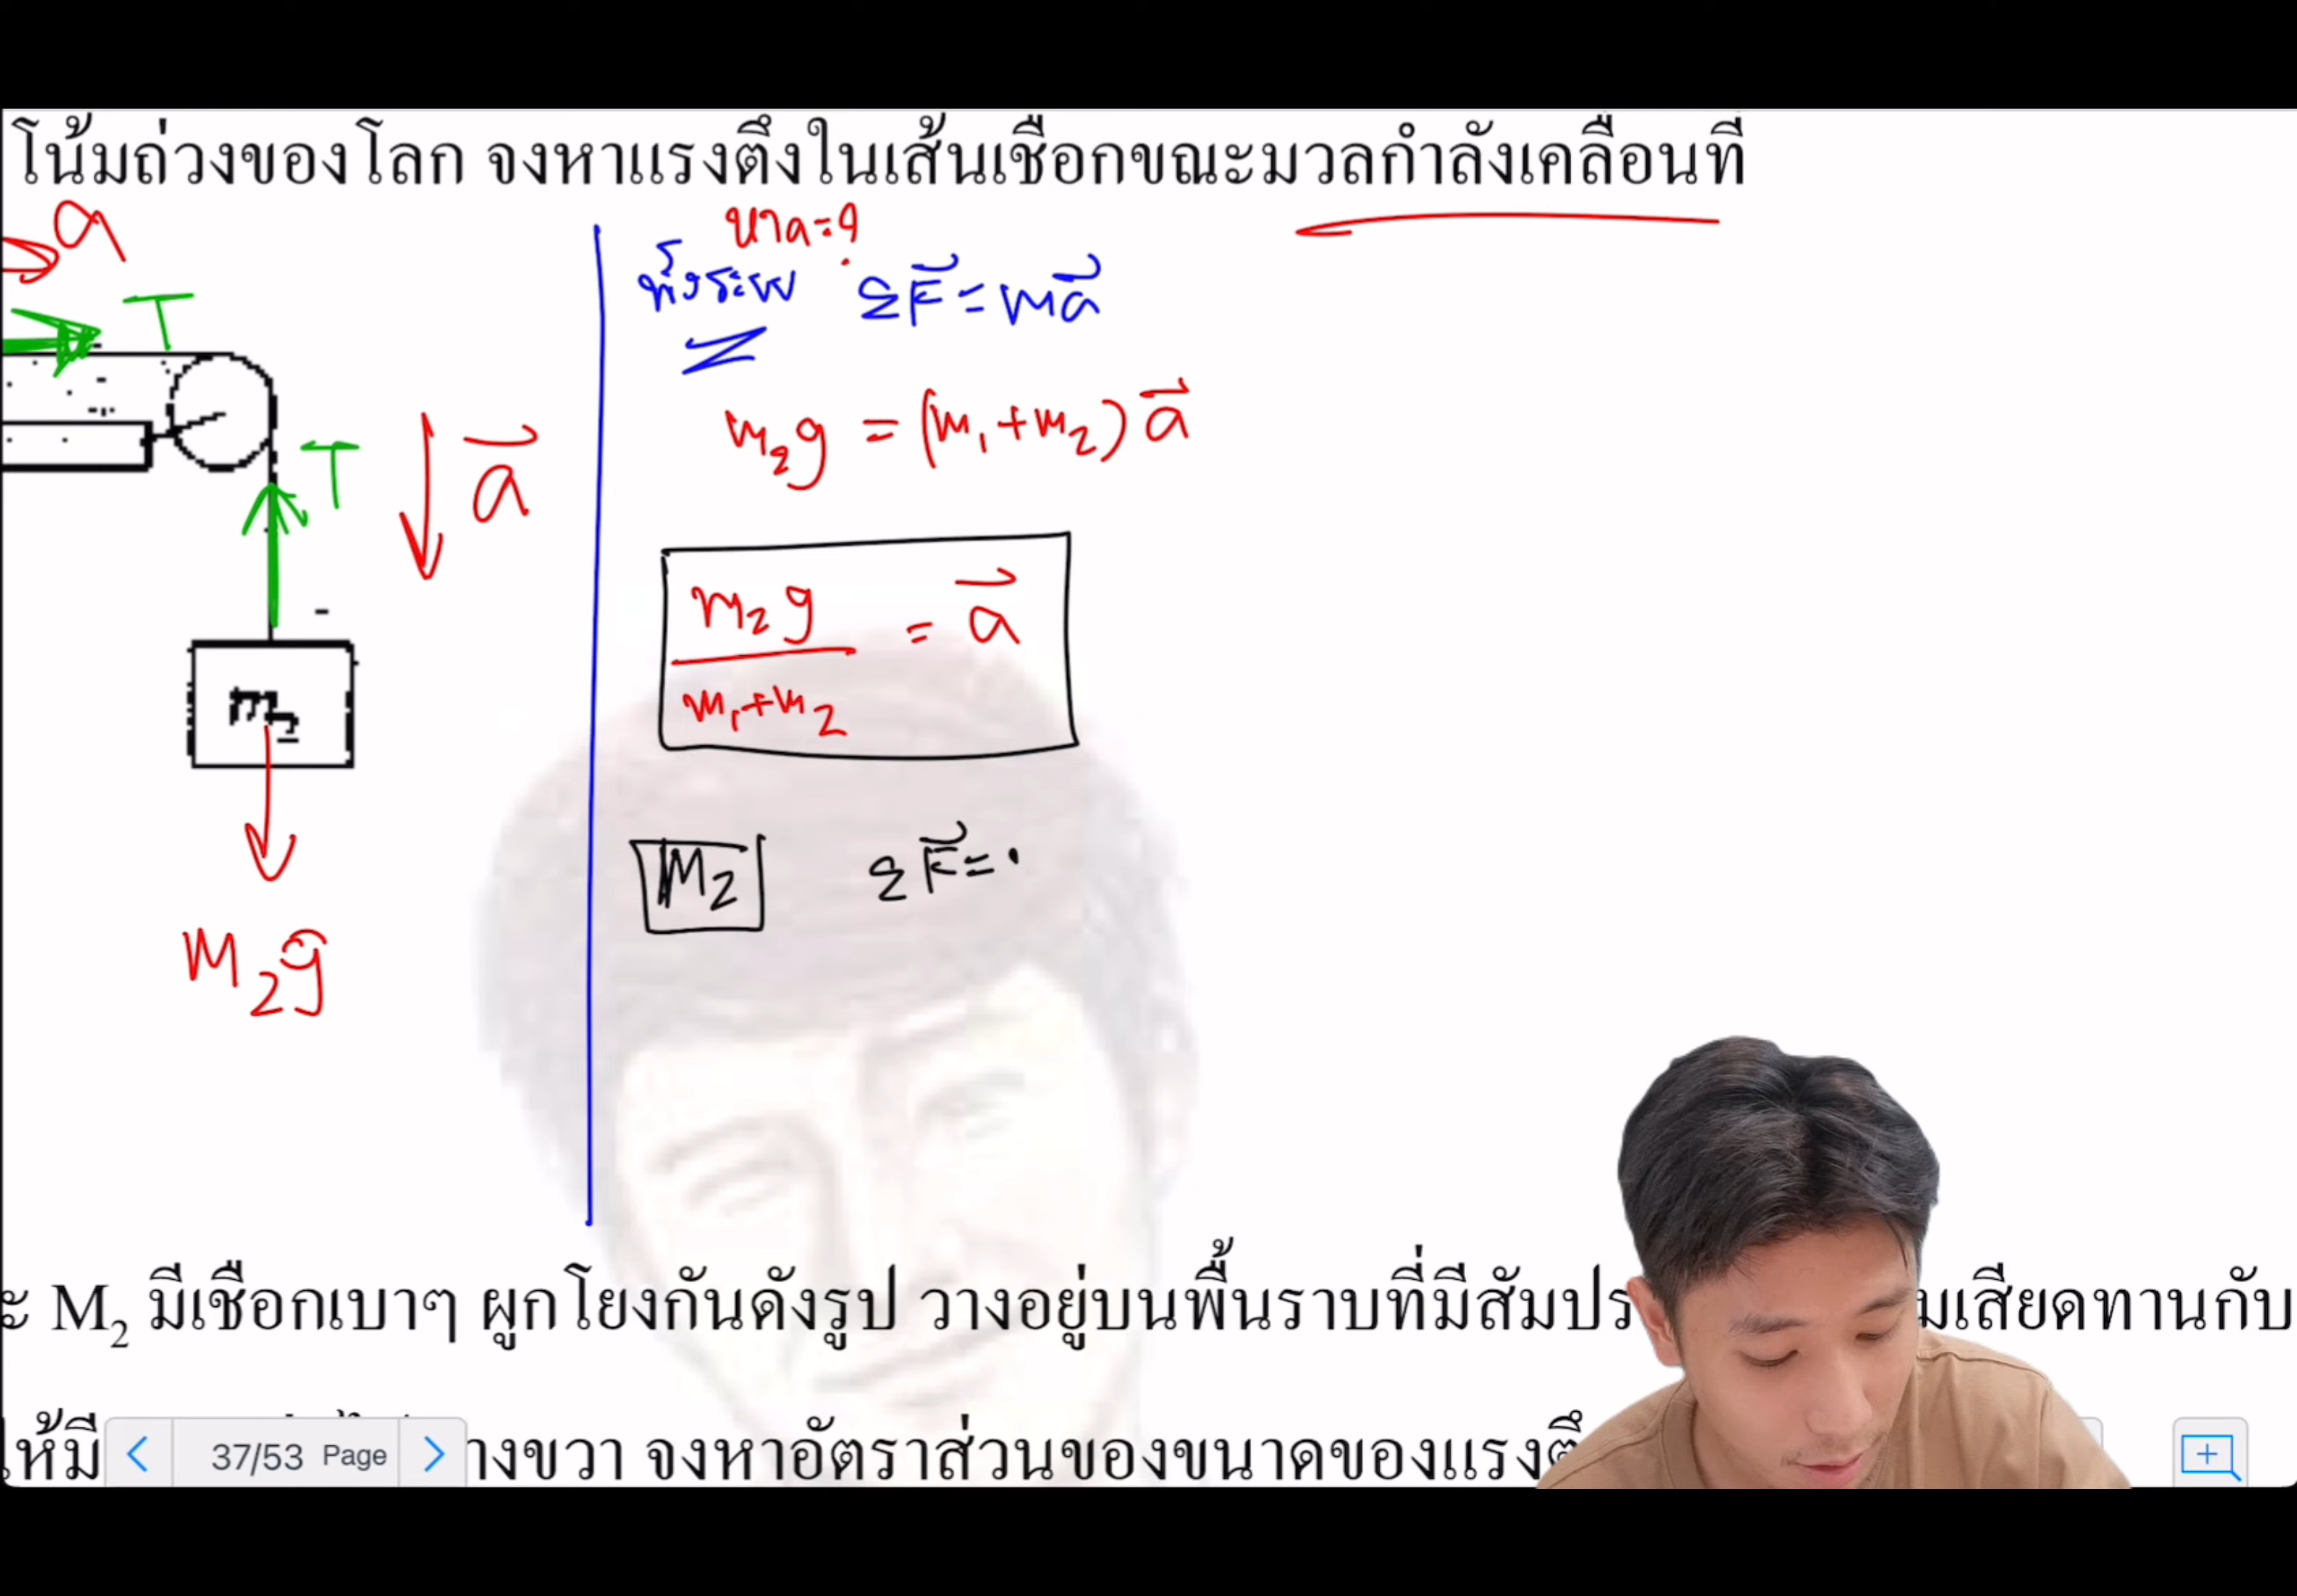 โน้มถ่วงของโลก จงหาแรงตึงในเส้นเชือกขณะมวลกำลังเคลื่อนที่
a
หา a = ?
ทั้งระบบ ΣF⃗ = ma⃗
T
m₂g = (m₁+m₂) a⃗
T
a⃗
m₂g / m₁+m₂ = a⃗
m₂
M₂ ΣF⃗ =
M₂g
M₂ มีเชือกเบาๆ ผูกโยงกันดังรูป วางอยู่บนพื้นราบที่มีสัมปร มเสียดทานกับ
ให้มี 37/53 Page างขวา จงหาอัตราส่วนของขนาดของแรงตึ